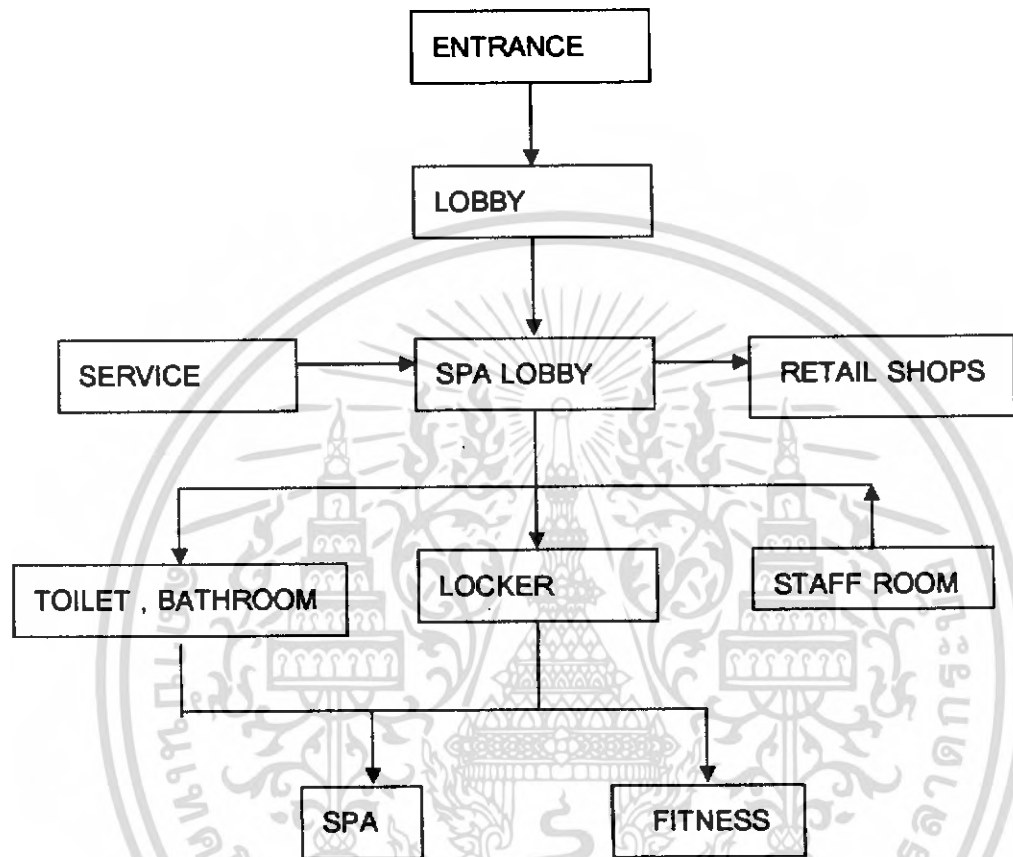 ENTRANCE
LOBBY
SERVICE
SPA LOBBY
RETAIL SHOPS
TOILET , BATHROOM
LOCKER
STAFF ROOM
SPA
FITNESS